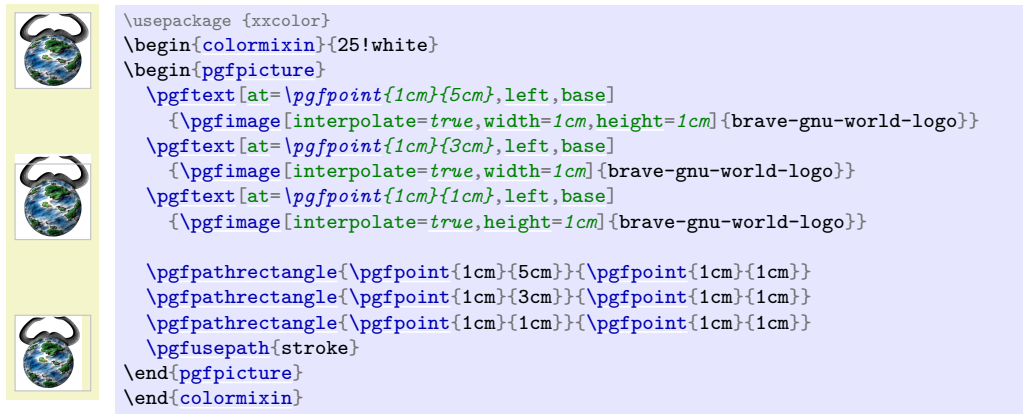 \usepackage {xxcolor}
\begin{colormixin}{25!white}
\begin{pgfpicture}
  \pgftext[at=\pgfpoint{1cm}{5cm},left,base]
    {\pgfimage[interpolate=true,width=1cm,height=1cm]{brave-gnu-world-logo}}
  \pgftext[at=\pgfpoint{1cm}{3cm},left,base]
    {\pgfimage[interpolate=true,width=1cm]{brave-gnu-world-logo}}
  \pgftext[at=\pgfpoint{1cm}{1cm},left,base]
    {\pgfimage[interpolate=true,height=1cm]{brave-gnu-world-logo}}

  \pgfpathrectangle{\pgfpoint{1cm}{5cm}}{\pgfpoint{1cm}{1cm}}
  \pgfpathrectangle{\pgfpoint{1cm}{3cm}}{\pgfpoint{1cm}{1cm}}
  \pgfpathrectangle{\pgfpoint{1cm}{1cm}}{\pgfpoint{1cm}{1cm}}
  \pgfusepath{stroke}
\end{pgfpicture}
\end{colormixin}